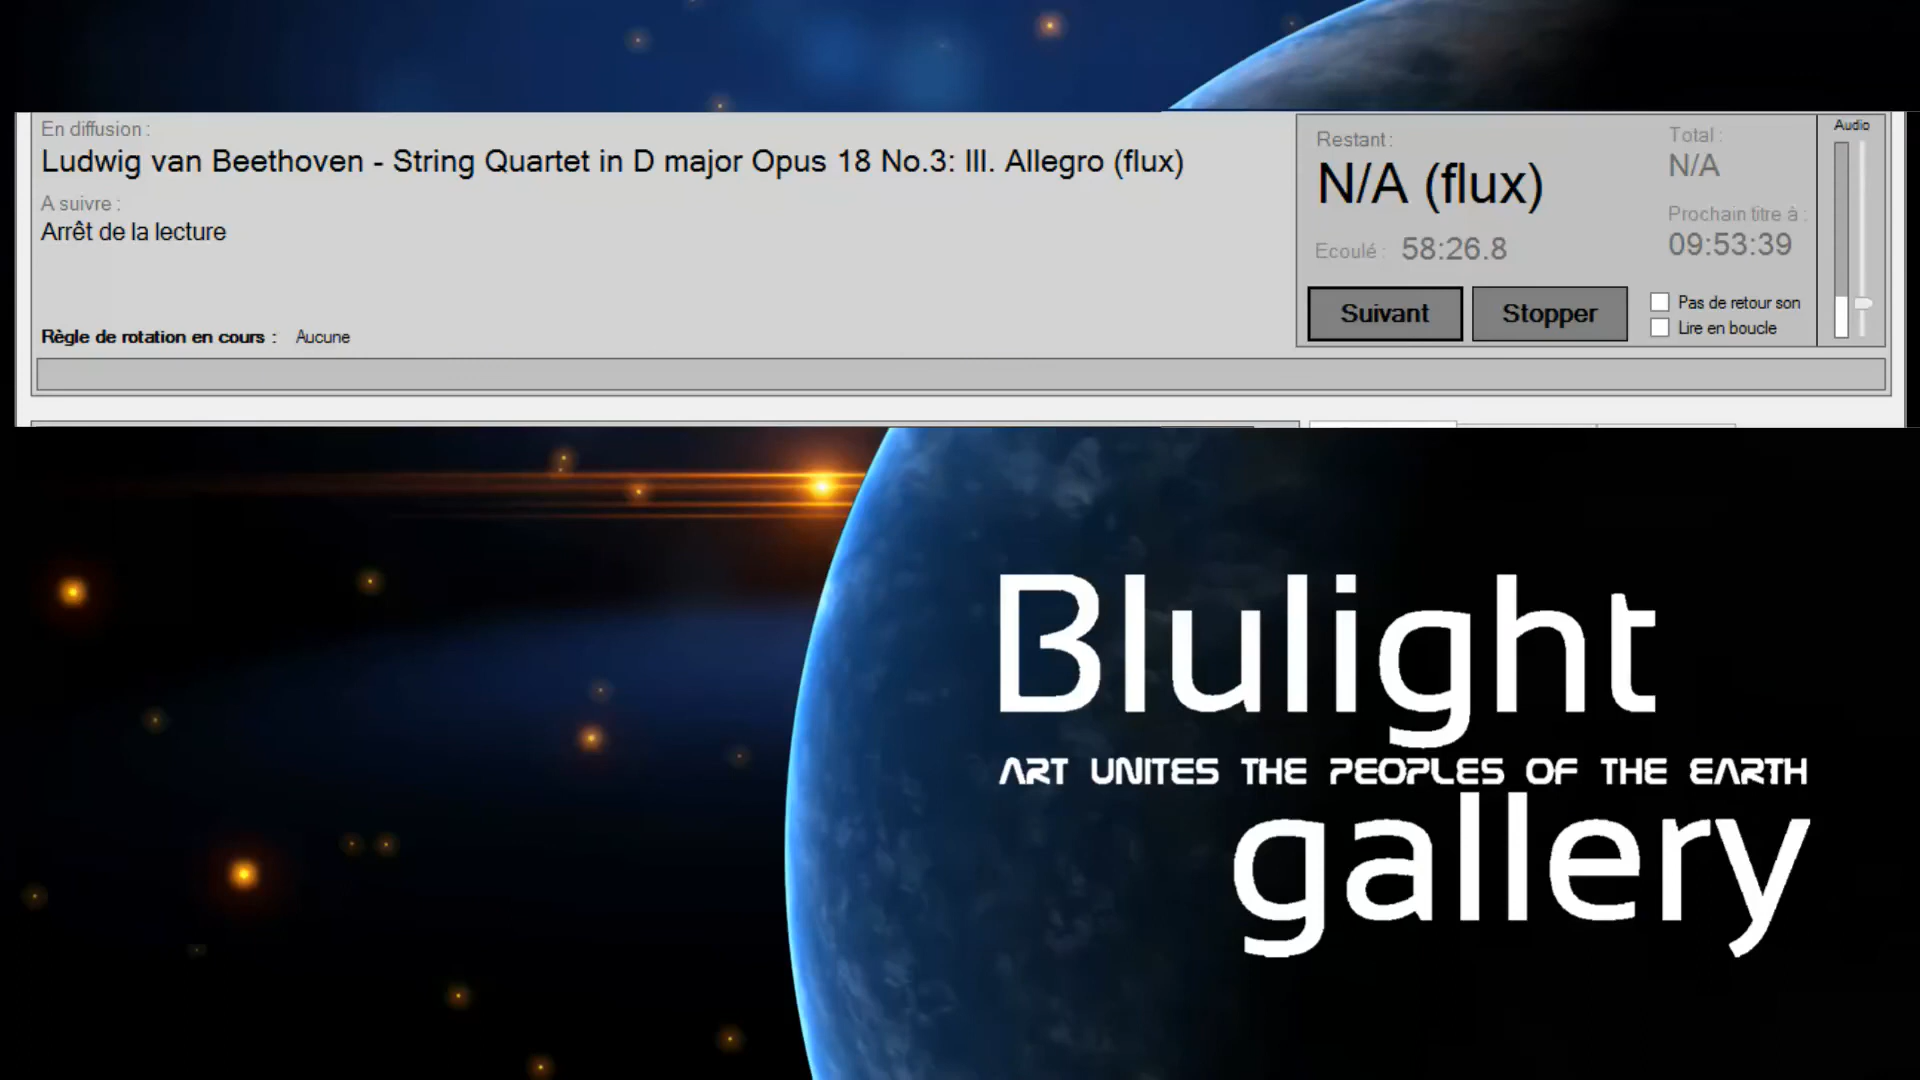 En diffusion :
Ludwig van Beethoven - String Quartet in D major Opus 18 No.3: III. Allegro (flux)
A suivre :
Arrêt de la lecture
Règle de rotation en cours : Aucune
Restant :
N/A (flux)
Ecoulé : 58:26.8
Total :
N/A
Prochain titre à :
09:53:39
Suivant
Stopper
Pas de retour son
Lire en boucle
Audio
Blulight
ART UNITES THE PEOPLES OF THE EARTH
gallery